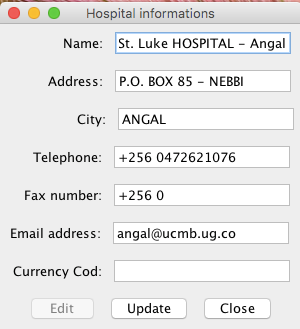 Hospital informations
Name: St. Luke HOSPITAL - Angal
Address: P.O. BOX 85 - NEBBI
City: ANGAL
Telephone: +256 0472621076
Fax number: +256 0
Email address: angal@ucmb.ug.co
Currency Cod:
Edit Update Close